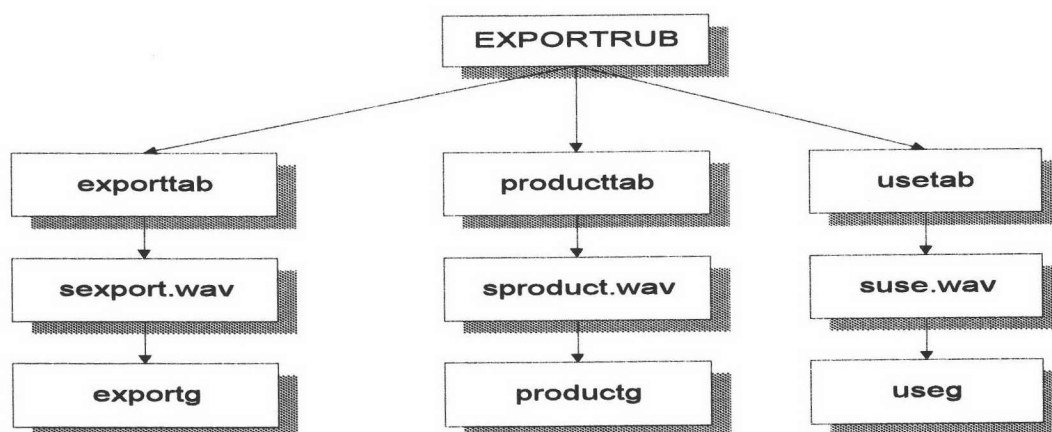 EXPORTRUB
exporttab
producttab
usetab
sexport.wav
sproduct.wav
suse.wav
exportg
productg
useg